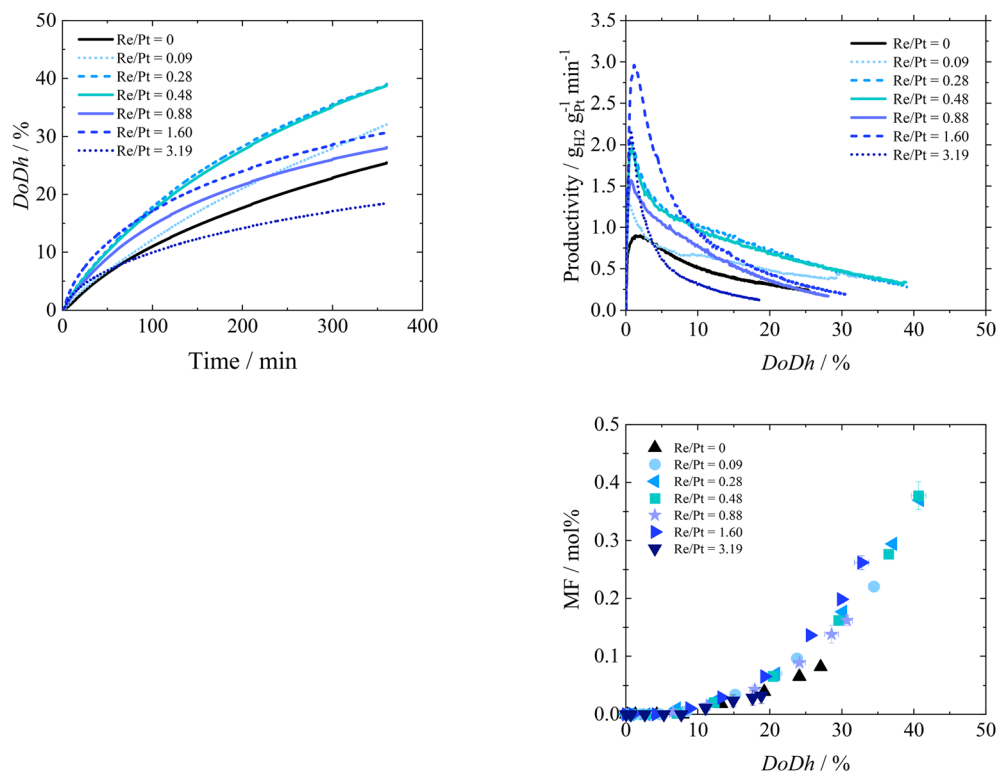 50
40
30
20
10
0
DoDh / %
Re/Pt = 0
Re/Pt = 0.09
Re/Pt = 0.28
Re/Pt = 0.48
Re/Pt = 0.88
Re/Pt = 1.60
Re/Pt = 3.19
0 100 200 300 400
Time / min
3.5
3.0
2.5
2.0
1.5
1.0
0.5
0.0
Productivity / g_H2 g_Pt^-1 min^-1
Re/Pt = 0
Re/Pt = 0.09
Re/Pt = 0.28
Re/Pt = 0.48
Re/Pt = 0.88
Re/Pt = 1.60
Re/Pt = 3.19
0 10 20 30 40 50
DoDh / %
0.5
0.4
0.3
0.2
0.1
0.0
MF / mol%
Re/Pt = 0
Re/Pt = 0.09
Re/Pt = 0.28
Re/Pt = 0.48
Re/Pt = 0.88
Re/Pt = 1.60
Re/Pt = 3.19
0 10 20 30 40 50
DoDh / %